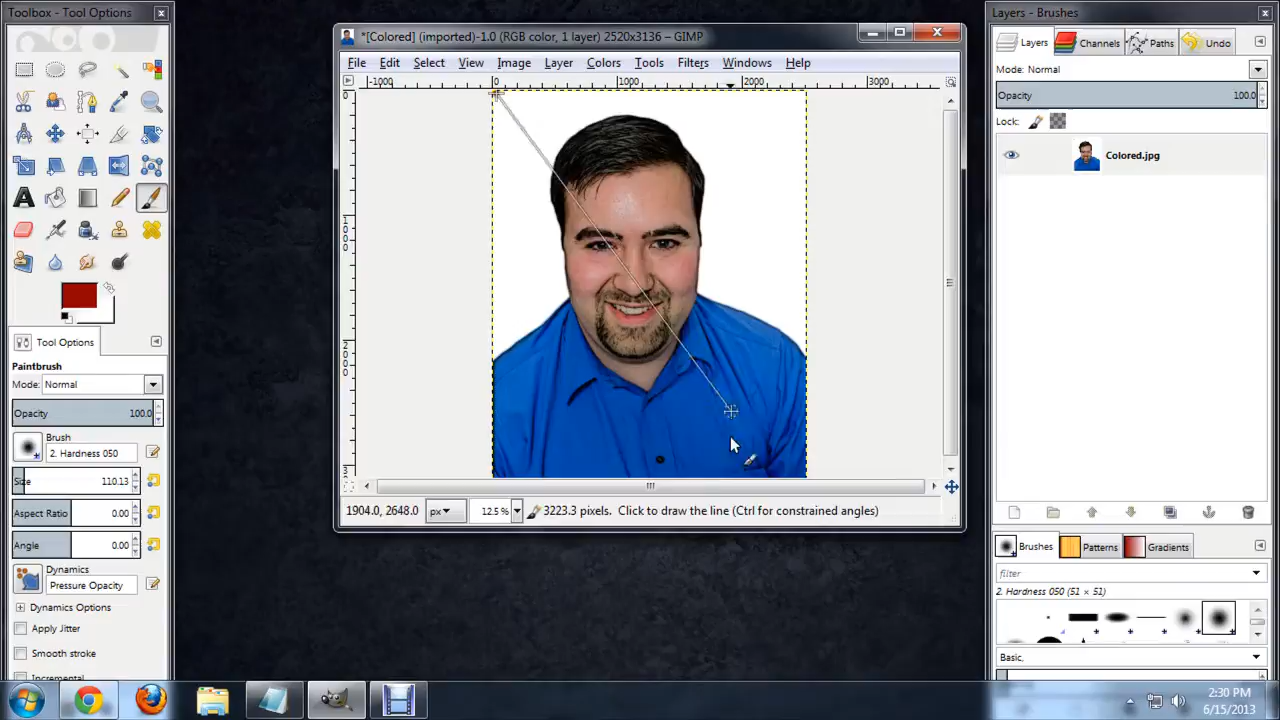 Toolbox - Tool Options
*[Colored] (imported)-1.0 (RGB color, 1 layer) 2520x3136 – GIMP
Layers - Brushes
File Edit Select View Image Layer Colors Tools Filters Windows Help
Layers Channels Paths Undo
Mode: Normal
Opacity 100.0
Lock:
Colored.jpg
-1000 0 1000 2000 3000
0
1000
2000
3
Tool Options
Paintbrush
Mode: Normal
Opacity 100.0
Brush
2. Hardness 050
Size 110.13
Aspect Ratio 0.00
Angle 0.00
Dynamics
Pressure Opacity
Dynamics Options
Apply Jitter
Smooth stroke
Incremental
1904.0, 2648.0 px 12.5 % 3223.3 pixels. Click to draw the line (Ctrl for constrained angles)
Brushes Patterns Gradients
filter
2. Hardness 050 (51 × 51)
Basic,
2:30 PM
6/15/2013